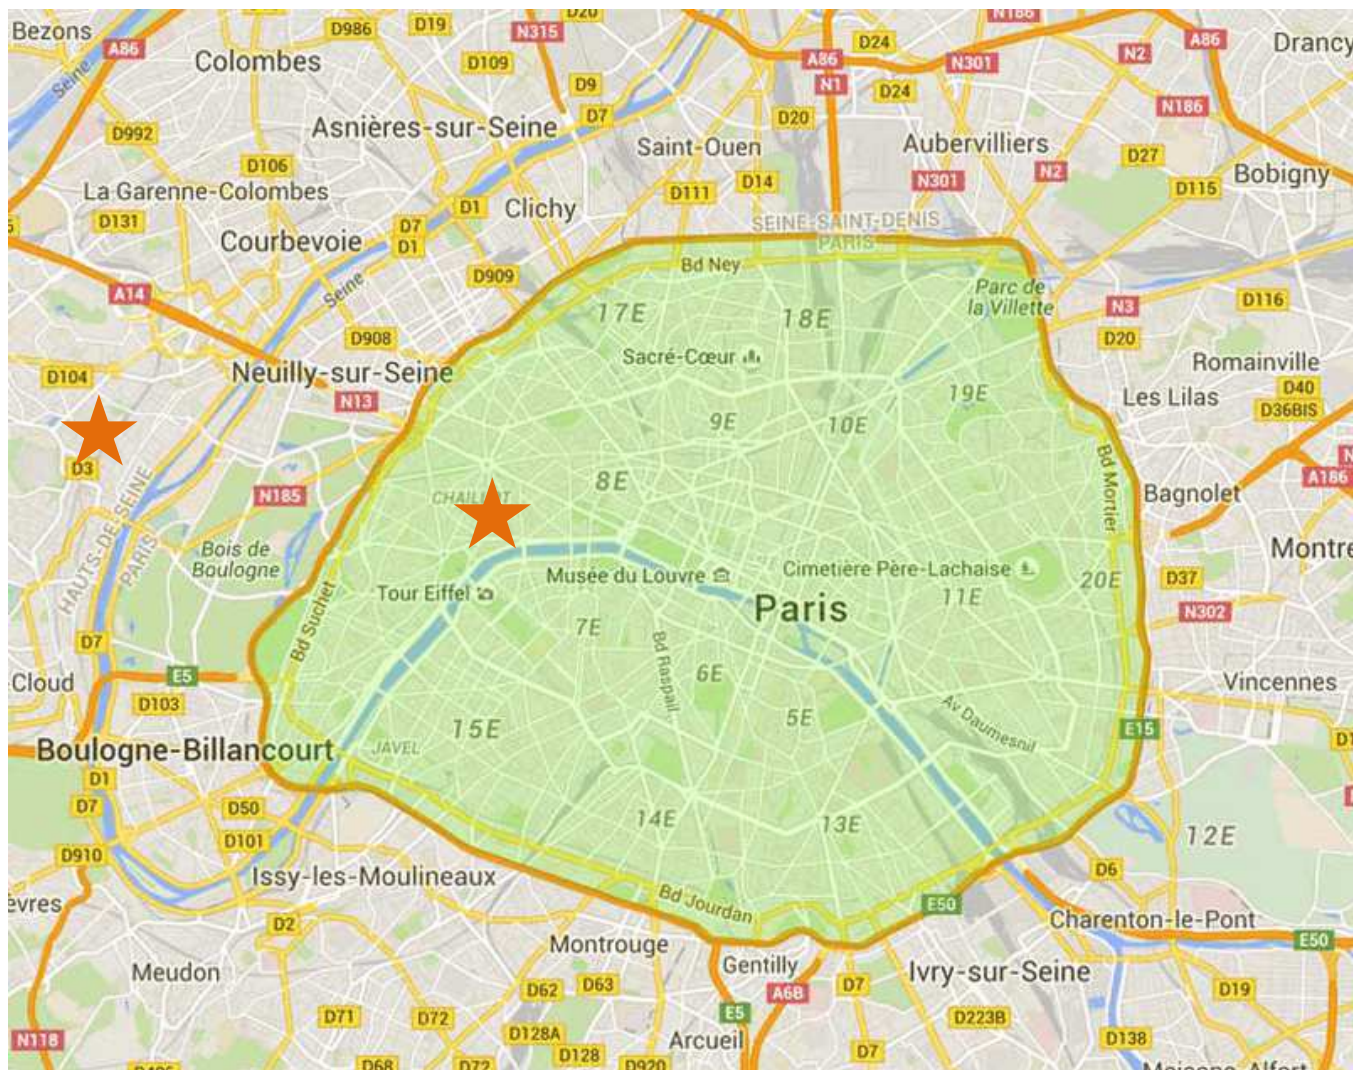 D20
N186
Bezons
D986
D19
N315
D24
A86
Drancy
A86
Colombes
D109
A86
N301
N2
Seine
D9
N1
D24
N186
D992
Asnières-sur-Seine
D7
D20
Saint-Ouen
Aubervilliers
D27
D106
D14
N301
N2
Bobigny
La Garenne-Colombes
D111
D115
D131
D1
Clichy
SEINE-SAINT-DENIS
PARIS
D7
Courbevoie
D1
Bd Ney
D909
Seine
A14
Parc de
la Villette
D116
17E
18E
N3
D908
D20
Sacré-Cœur
Romainville
Neuilly-sur-Seine
D104
N13
19E
Les Lilas
D40
D36BIS
9E
10E
D3
Bd Mortier
A186
8E
N185
CHAILLOT
Bagnolet
HAUTS-DE-SEINE
PARIS
Bois de
Boulogne
Montre
Musée du Louvre
Cimetière Père-Lachaise
D37
20E
Tour Eiffel
11E
Paris
N302
Bd Suchet
7E
D7
Bd Raspail
6E
E5
Cloud
Vincennes
D103
5E
Av Daumesnil
15E
E15
Boulogne-Billancourt
JAVEL
D1
D7
D50
14E
13E
12E
D101
D910
D6
Issy-les-Moulineaux
Bd Jourdan
E50
èvres
D2
Charenton-le-Pont
E50
Montrouge
Meudon
Gentilly
Ivry-sur-Seine
D62
D63
A6B
D7
D19
E5
D71
D72
D223B
N118
D128A
Arcueil
D138
D128
D7
D68
D72
D920
Maisons-Alfort